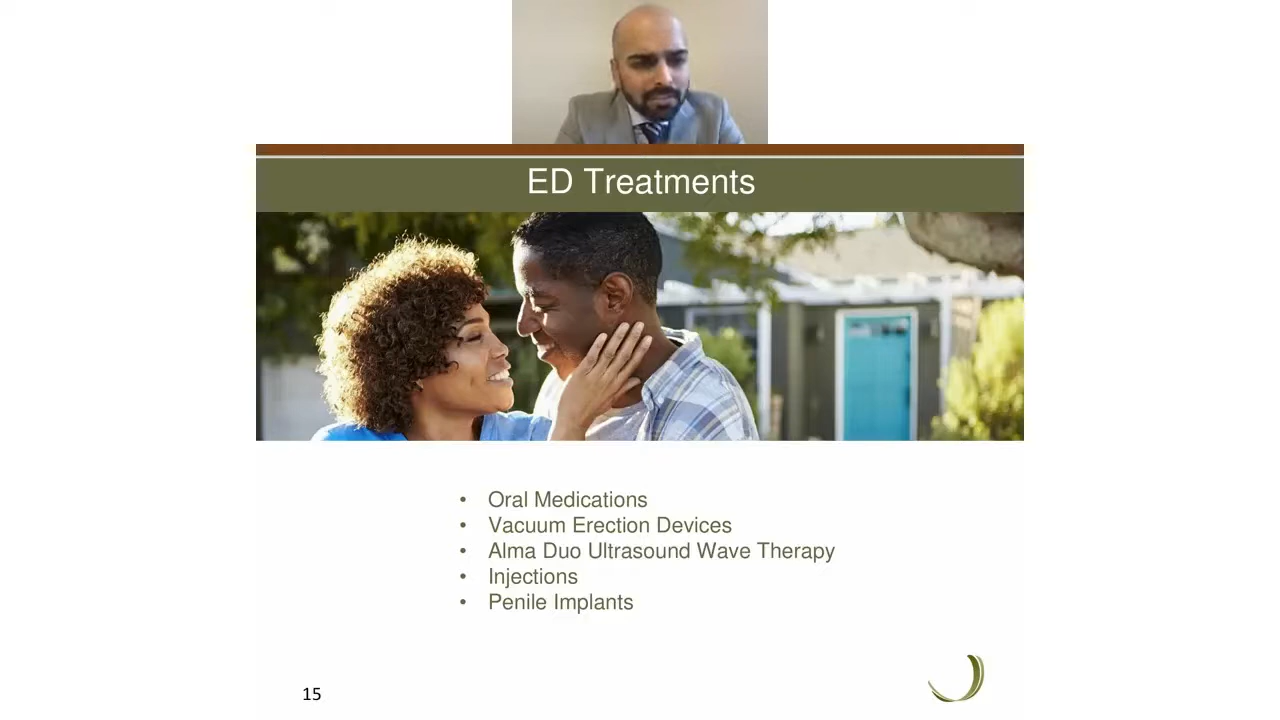 ED Treatments
• Oral Medications
• Vacuum Erection Devices
• Alma Duo Ultrasound Wave Therapy
• Injections
• Penile Implants
15